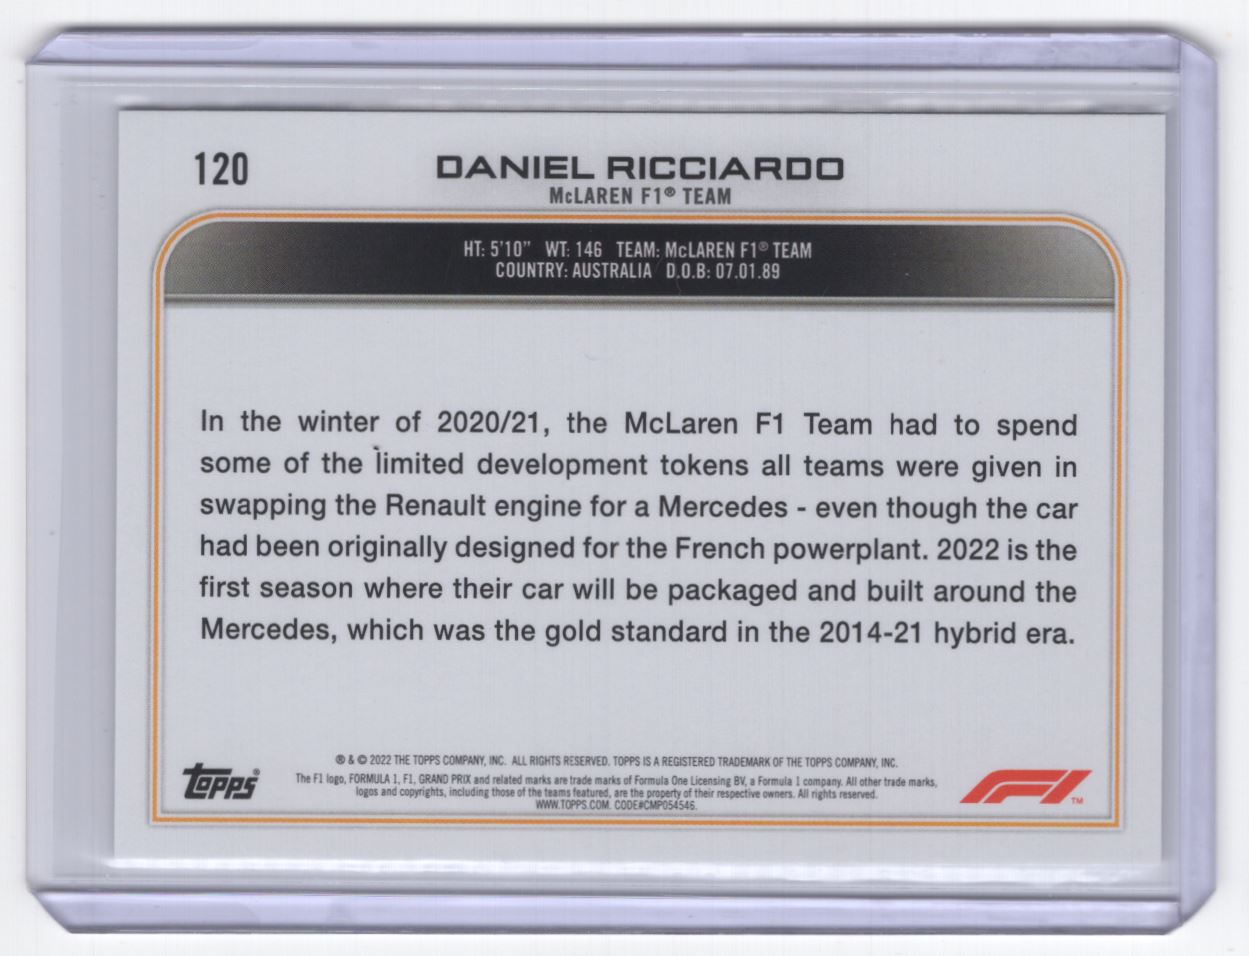 120
DANIEL RICCIARDO
McLAREN F1® TEAM
HT: 5'10" WT: 146 TEAM: McLAREN F1® TEAM
COUNTRY: AUSTRALIA D.O.B: 07.01.89
In the winter of 2020/21, the McLaren F1 Team had to spend
some of the limited development tokens all teams were given in
swapping the Renault engine for a Mercedes - even though the car
had been originally designed for the French powerplant. 2022 is the
first season where their car will be packaged and built around the
Mercedes, which was the gold standard in the 2014-21 hybrid era.
topps®
® & © 2022 THE TOPPS COMPANY, INC. ALL RIGHTS RESERVED. TOPPS IS A REGISTERED TRADEMARK OF THE TOPPS COMPANY, INC.
The F1 logo, FORMULA 1, F1, GRAND PRIX and related marks are trade marks of Formula One Licensing BV, a Formula 1 company. All other trade marks,
logos and copyrights, including those of the teams featured, are the property of their respective owners. All rights reserved.
WWW.TOPPS.COM. CODE#CMP054546.
F1™